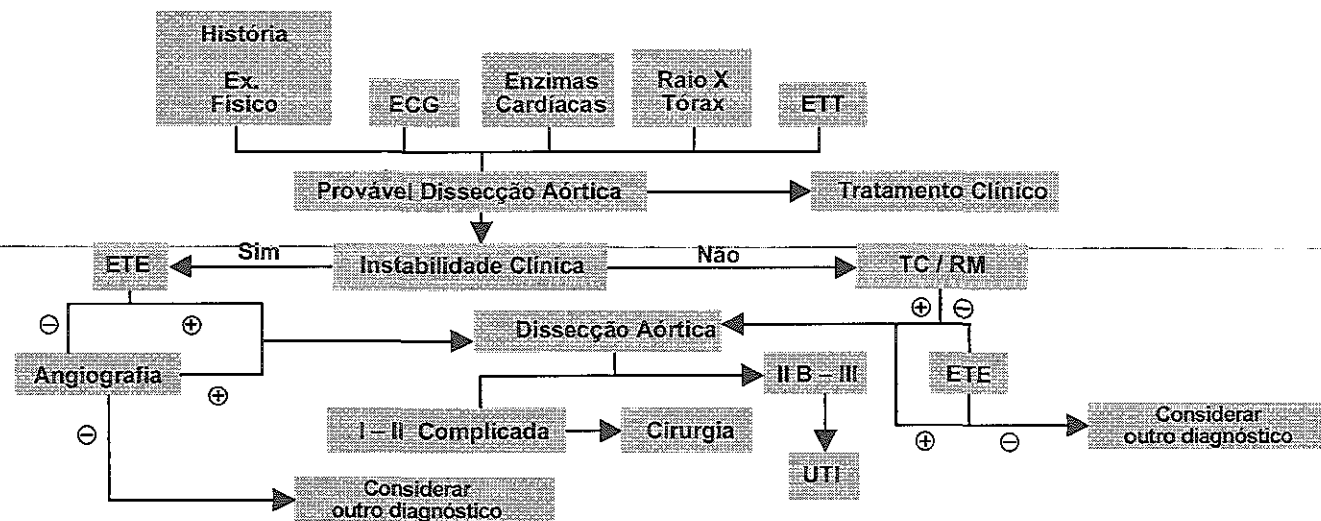 História
Ex.
Físico
ECG
Enzimas
Cardíacas
Raio X
Tórax
ETT
Provável Dissecção Aórtica
Tratamento Clínico
ETE
Sim
Instabilidade Clínica
Não
TC / RM
⊖
⊕
Dissecção Aórtica
⊕
⊖
Angiografia
⊕
II B – III
ETE
⊖
I – II Complicada
Cirurgia
⊕
⊖
Considerar
outro diagnóstico
UTI
Considerar
outro diagnóstico